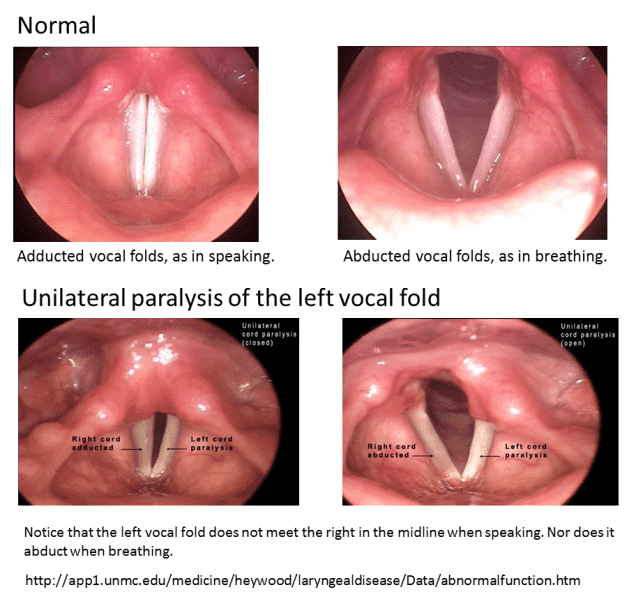 Normal
Adducted vocal folds, as in speaking.
Abducted vocal folds, as in breathing.
Unilateral paralysis of the left vocal fold
Unilateral
cord paralysis
(closed)
Right cord
adducted
Left cord
paralysis
Unilateral
cord paralysis
(open)
Right cord
abducted
Left cord
paralysis
Notice that the left vocal fold does not meet the right in the midline when speaking. Nor does it
abduct when breathing.
http://app1.unmc.edu/medicine/heywood/laryngealdisease/Data/abnormalfunction.htm